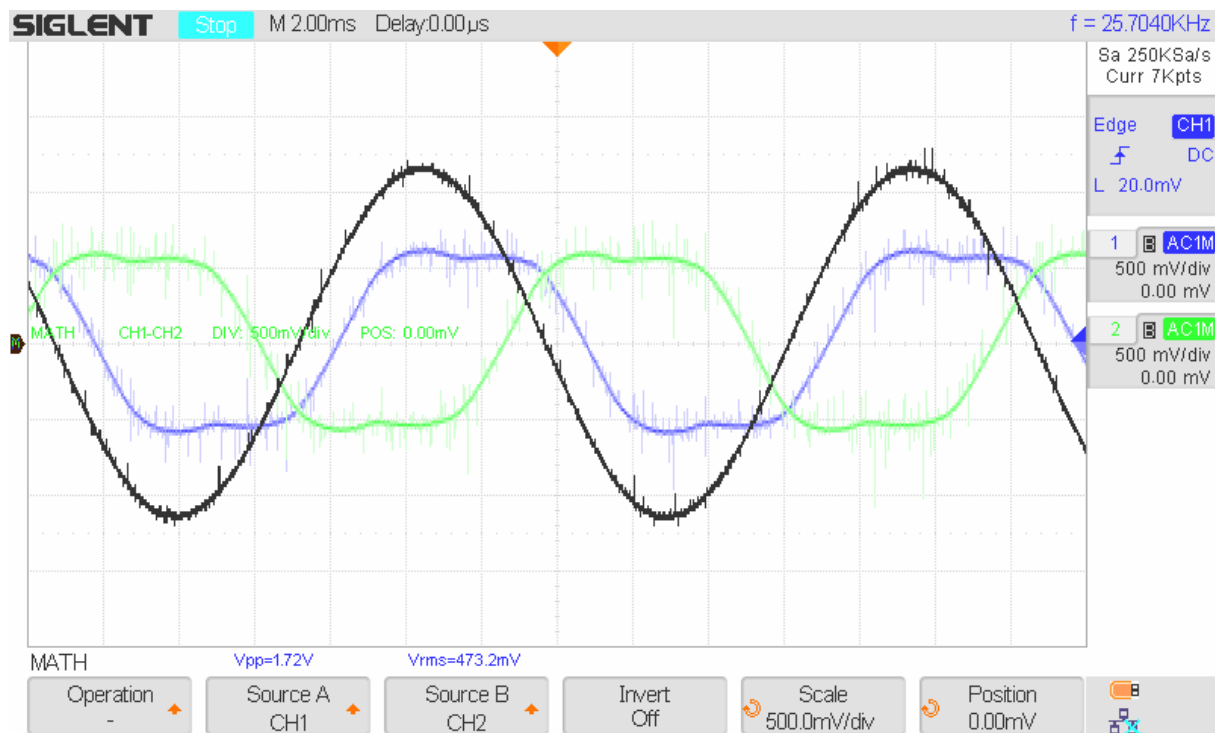 SIGLENT Stop M 2.00ms Delay:0.00µs f = 25.7040KHz
Sa 250KSa/s
Curr 7Kpts
Edge CH1
DC
L 20.0mV
1 B AC1M
500 mV/div
0.00 mV
2 B AC1M
500 mV/div
0.00 mV
M MATH CH1-CH2 DIV: 500mV/div POS: 0.00mV
MATH Vpp=1.72V Vrms=473.2mV
Operation
-
Source A
CH1
Source B
CH2
Invert
Off
Scale
500.0mV/div
Position
0.00mV